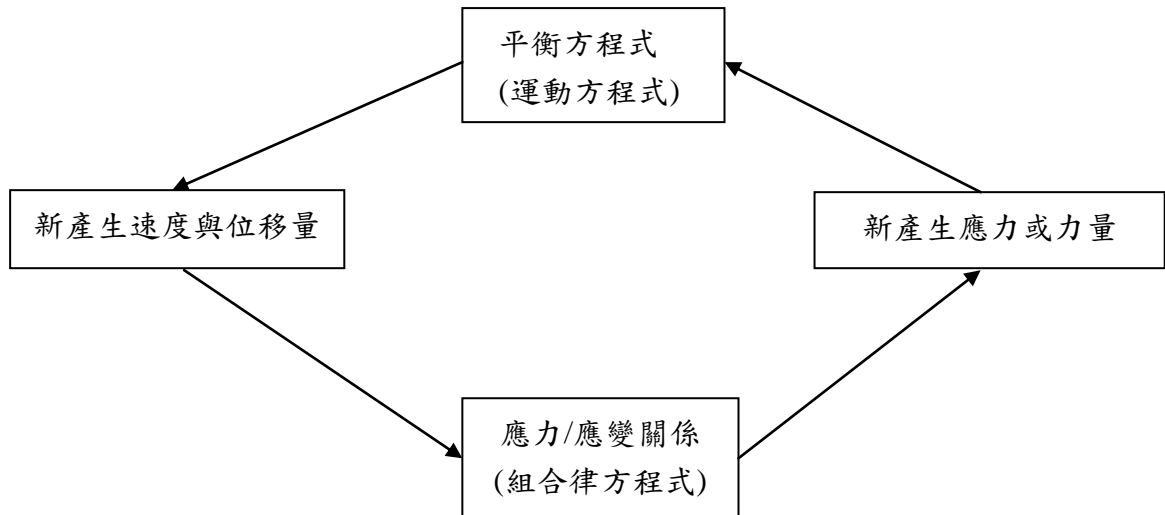 平衡方程式
(運動方程式)
新產生速度與位移量
新產生應力或力量
應力/應變關係
(組合律方程式)